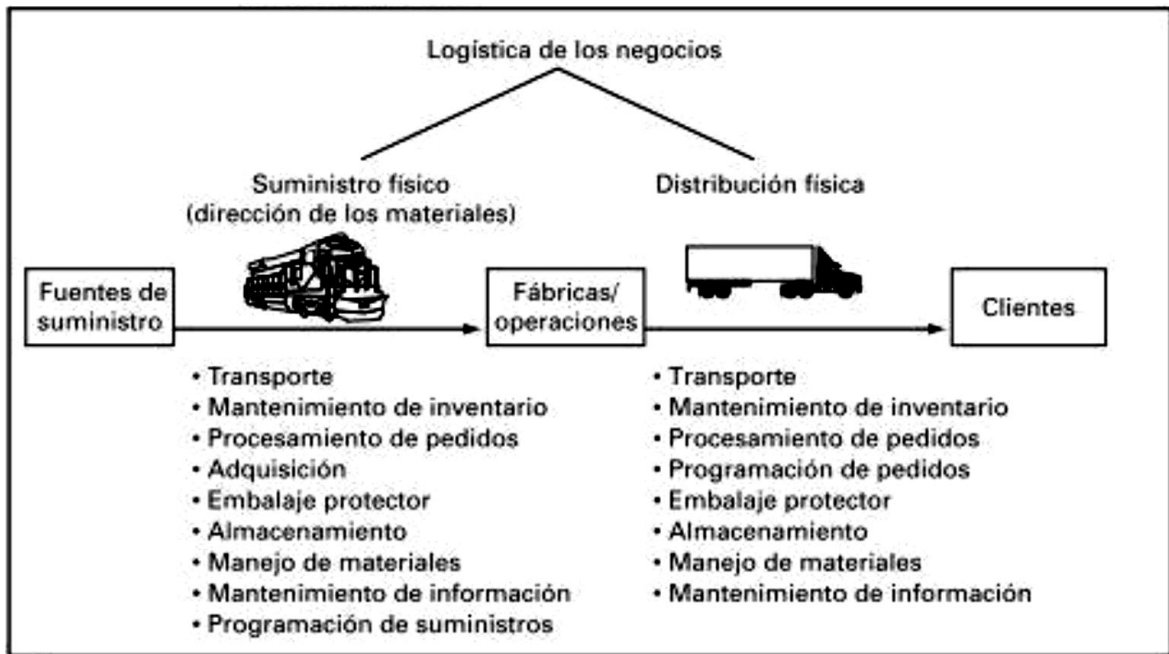 Logística de los negocios
Suministro físico
(dirección de los materiales)
Distribución física
Fuentes de
suministro
Fábricas/
operaciones
Clientes
• Transporte
• Mantenimiento de inventario
• Procesamiento de pedidos
• Adquisición
• Embalaje protector
• Almacenamiento
• Manejo de materiales
• Mantenimiento de información
• Programación de suministros
• Transporte
• Mantenimiento de inventario
• Procesamiento de pedidos
• Programación de pedidos
• Embalaje protector
• Almacenamiento
• Manejo de materiales
• Mantenimiento de información